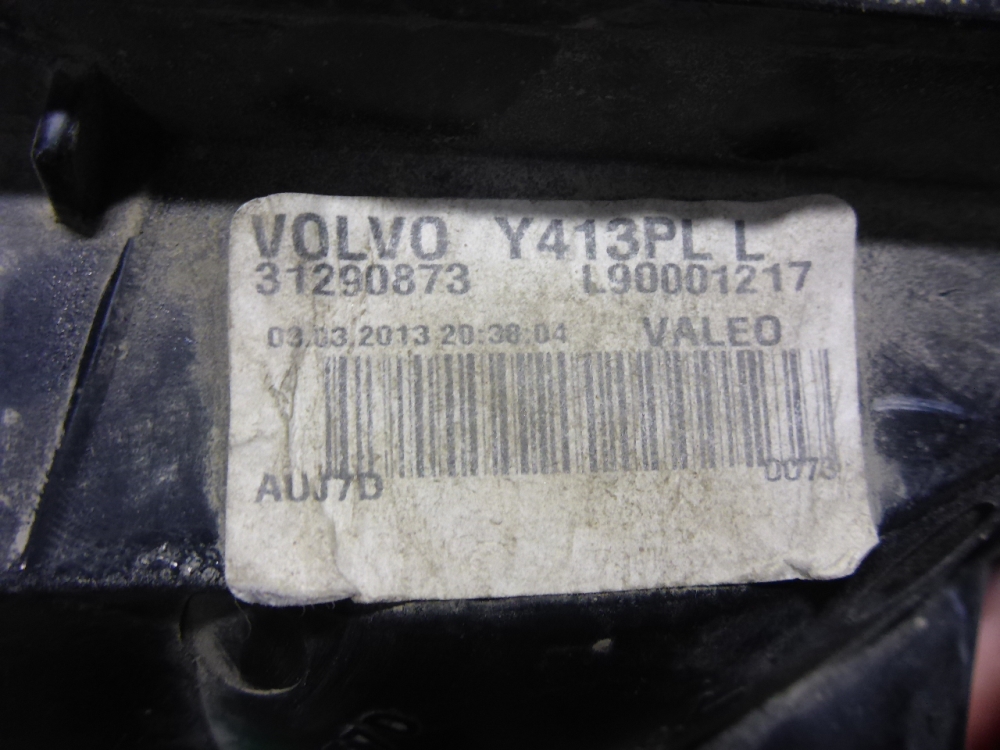 VOLVO Y413PL L
31290873 L90001217
03.03.2013 20:38:04 VALEO
AUJ7D 0073